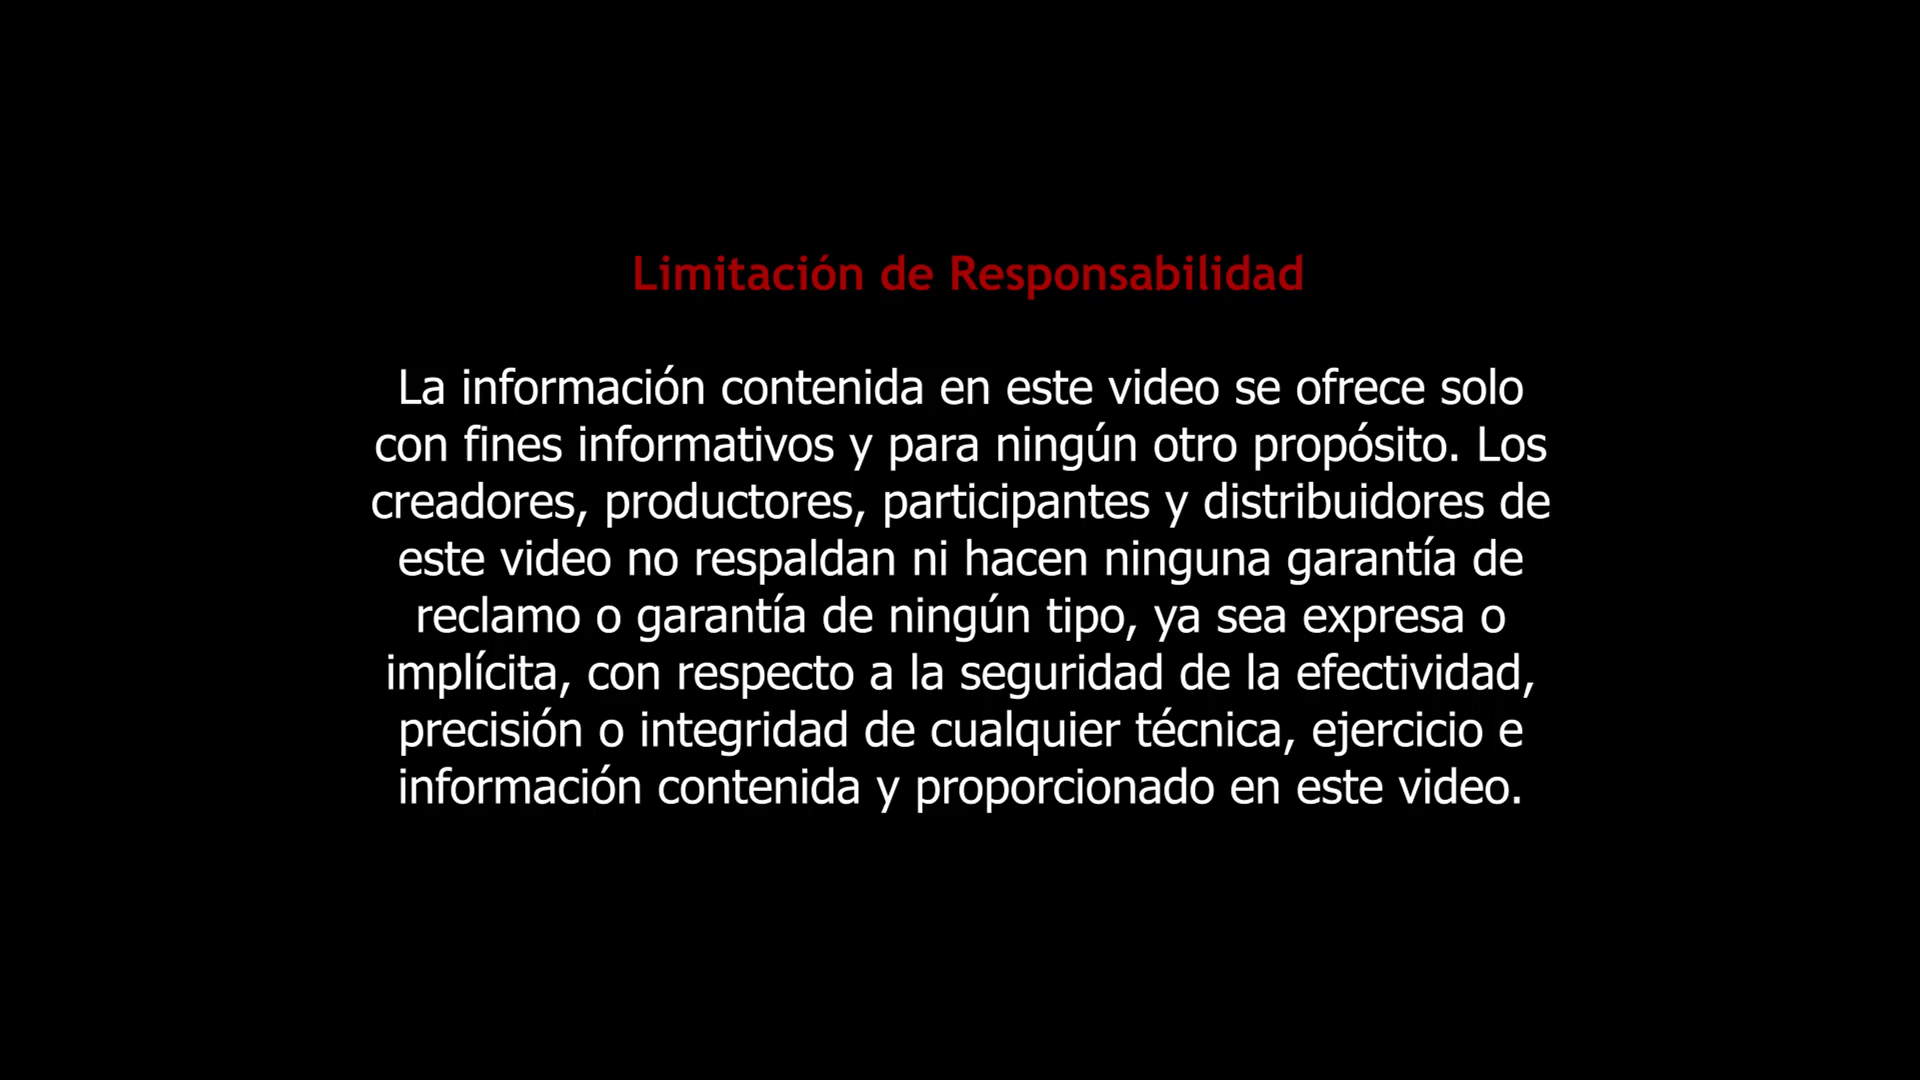 Limitación de Responsabilidad
La información contenida en este video se ofrece solo
con fines informativos y para ningún otro propósito. Los
creadores, productores, participantes y distribuidores de
este video no respaldan ni hacen ninguna garantía de
reclamo o garantía de ningún tipo, ya sea expresa o
implícita, con respecto a la seguridad de la efectividad,
precisión o integridad de cualquier técnica, ejercicio e
información contenida y proporcionado en este video.